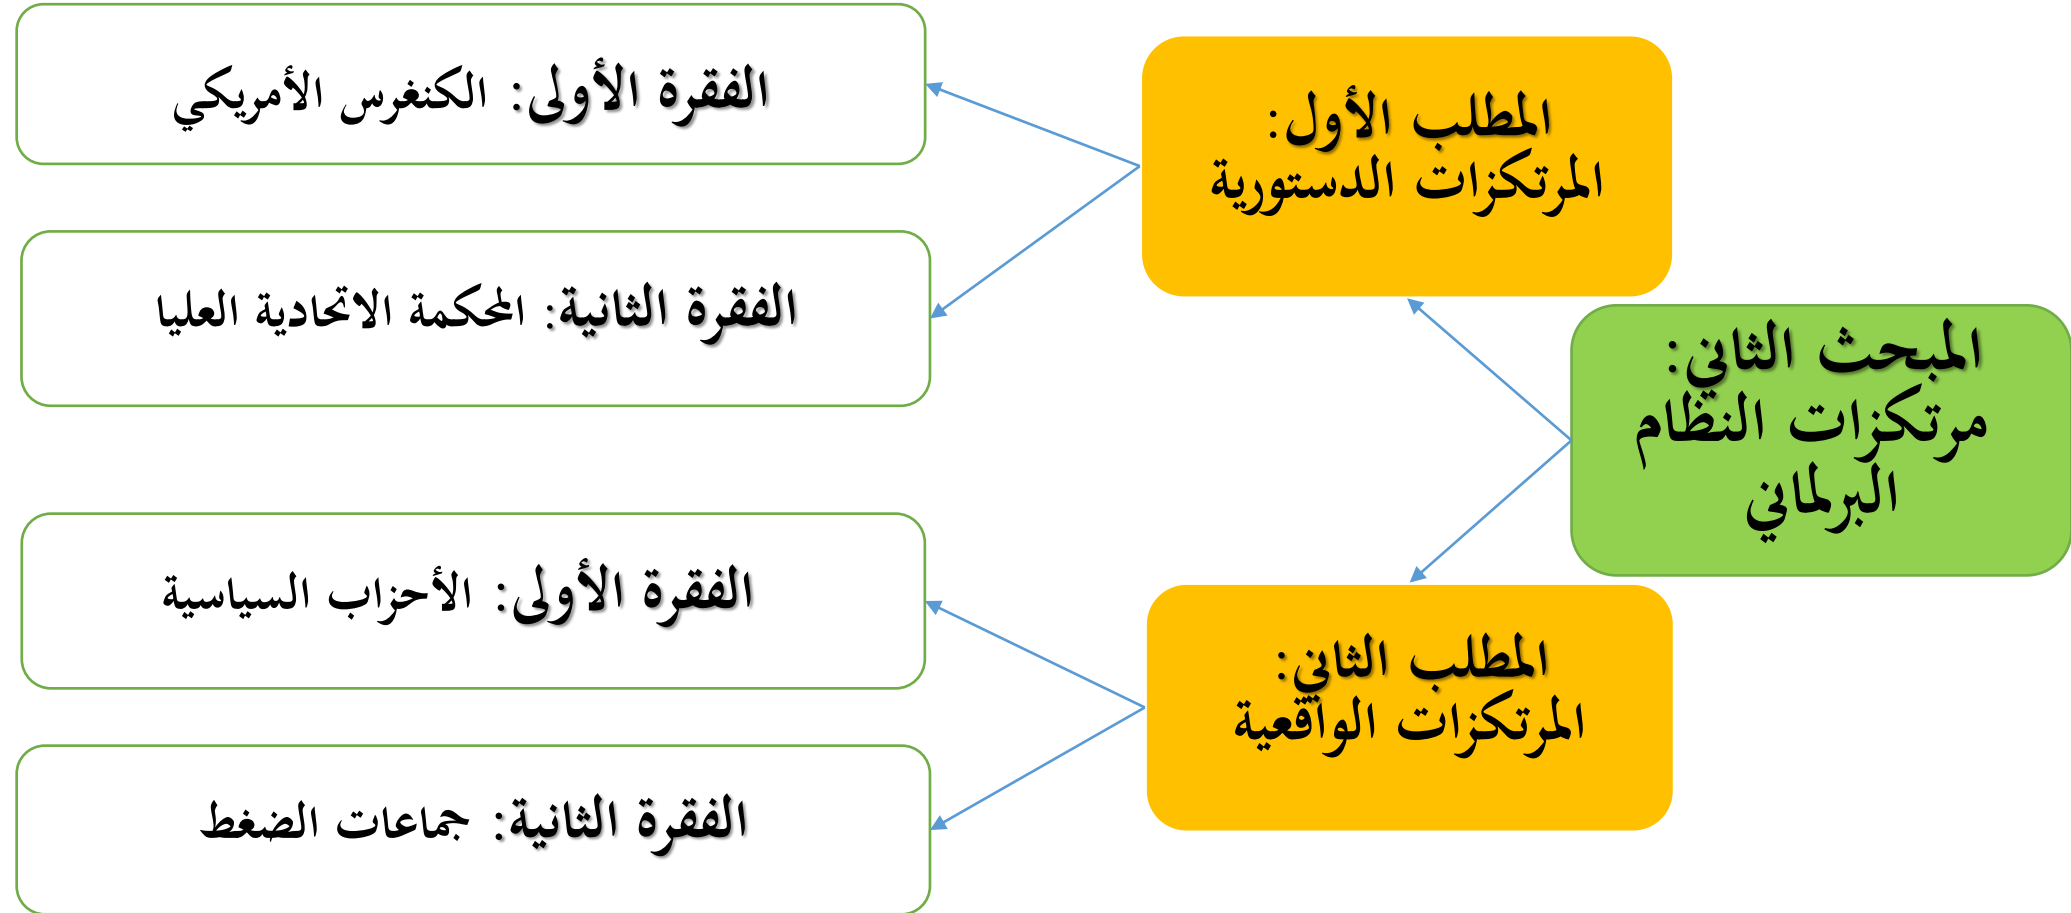 المبحث الثاني:
مرتكزات النظام
البرلماني
المطلب الأول:
المرتكزات الدستورية
الفقرة الأولى: الكنغرس الأمريكي
الفقرة الثانية: المحكمة الاتحادية العليا
المطلب الثاني:
المرتكزات الواقعية
الفقرة الأولى: الأحزاب السياسية
الفقرة الثانية: جماعات الضغط